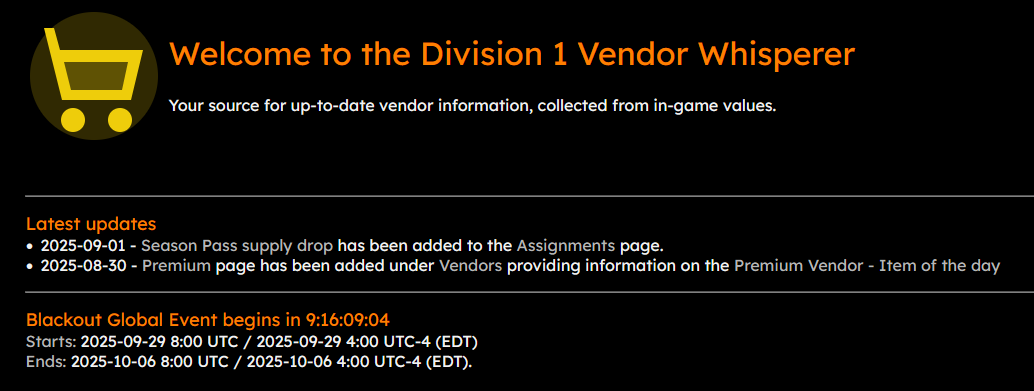 Welcome to the Division 1 Vendor Whisperer
Your source for up-to-date vendor information, collected from in-game values.
Latest updates
• 2025-09-01 - Season Pass supply drop has been added to the Assignments page.
• 2025-08-30 - Premium page has been added under Vendors providing information on the Premium Vendor - Item of the day
Blackout Global Event begins in 9:16:09:04
Starts: 2025-09-29 8:00 UTC / 2025-09-29 4:00 UTC-4 (EDT)
Ends: 2025-10-06 8:00 UTC / 2025-10-06 4:00 UTC-4 (EDT).